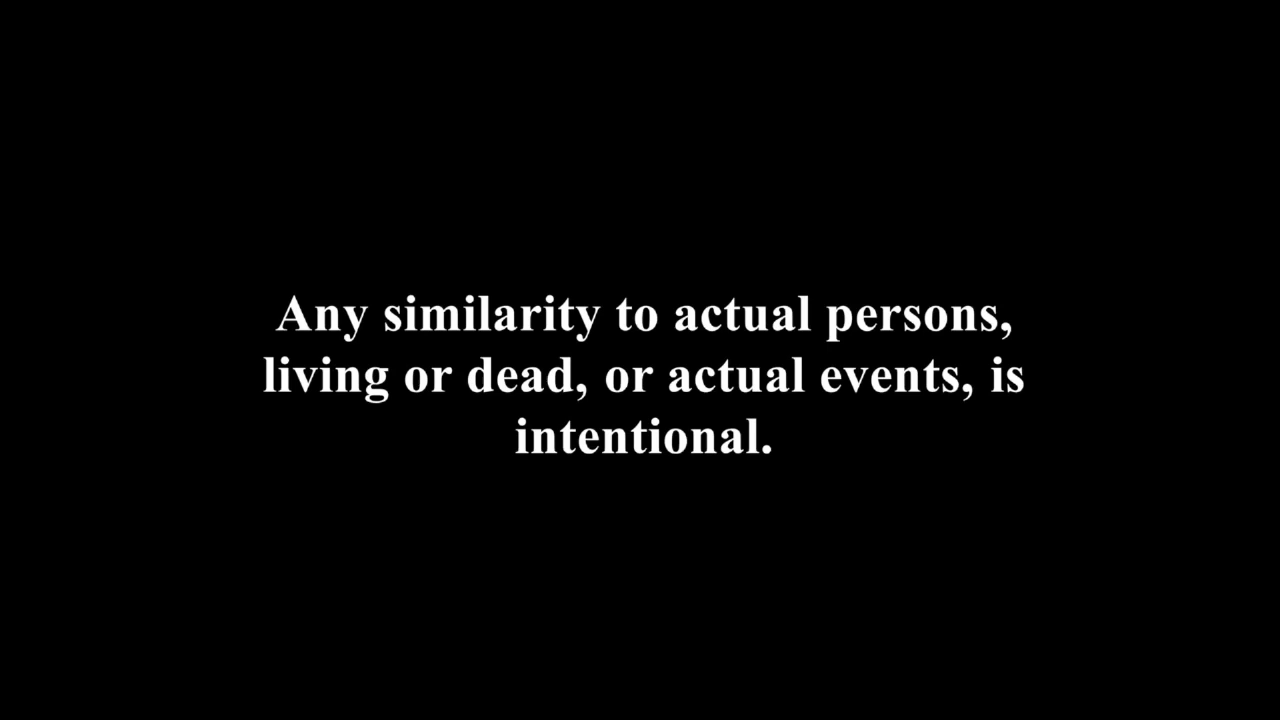 Any similarity to actual persons,
living or dead, or actual events, is
intentional.